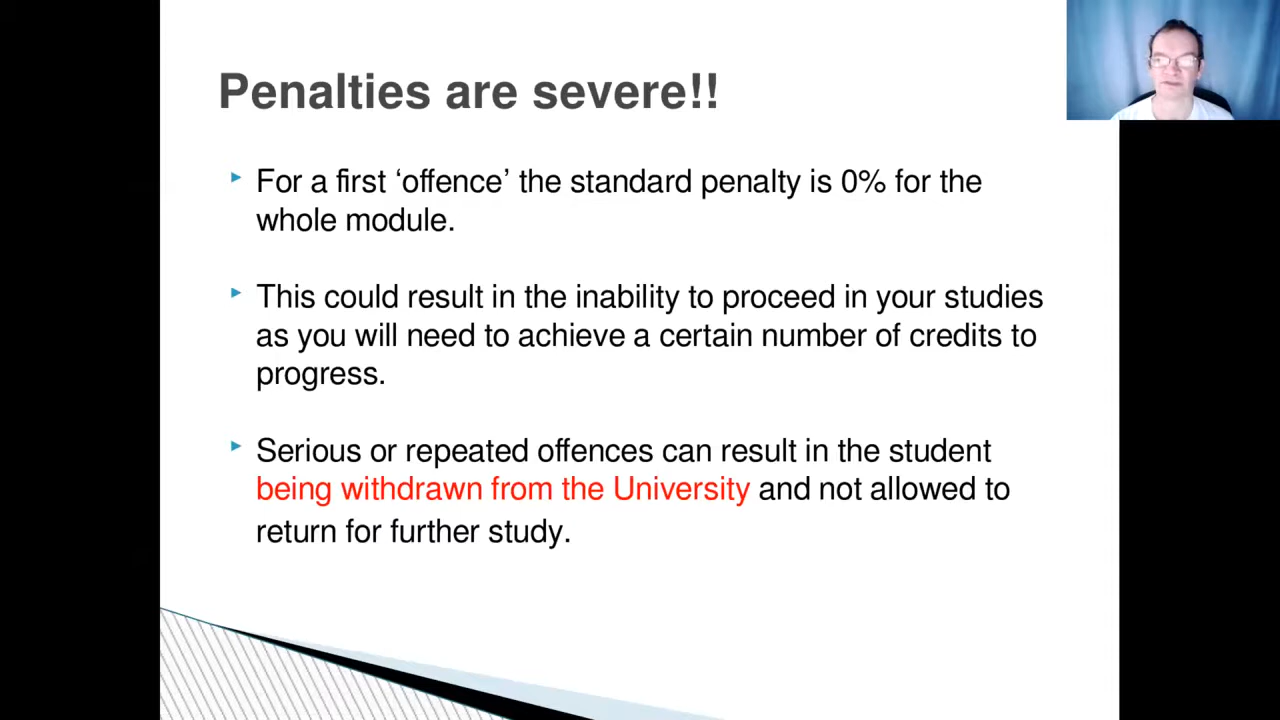 Penalties are severe!!
For a first ‘offence’ the standard penalty is 0% for the
whole module.
This could result in the inability to proceed in your studies
as you will need to achieve a certain number of credits to
progress.
Serious or repeated offences can result in the student
being withdrawn from the University and not allowed to
return for further study.